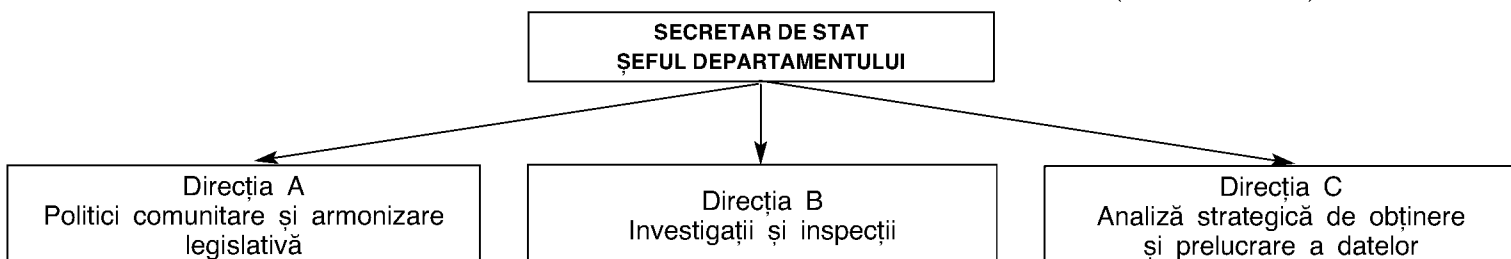 SECRETAR DE STAT
ȘEFUL DEPARTAMENTULUI
Direcția A
Politici comunitare și armonizare
legislativă
Direcția B
Investigații și inspecții
Direcția C
Analiză strategică de obținere
și prelucrare a datelor